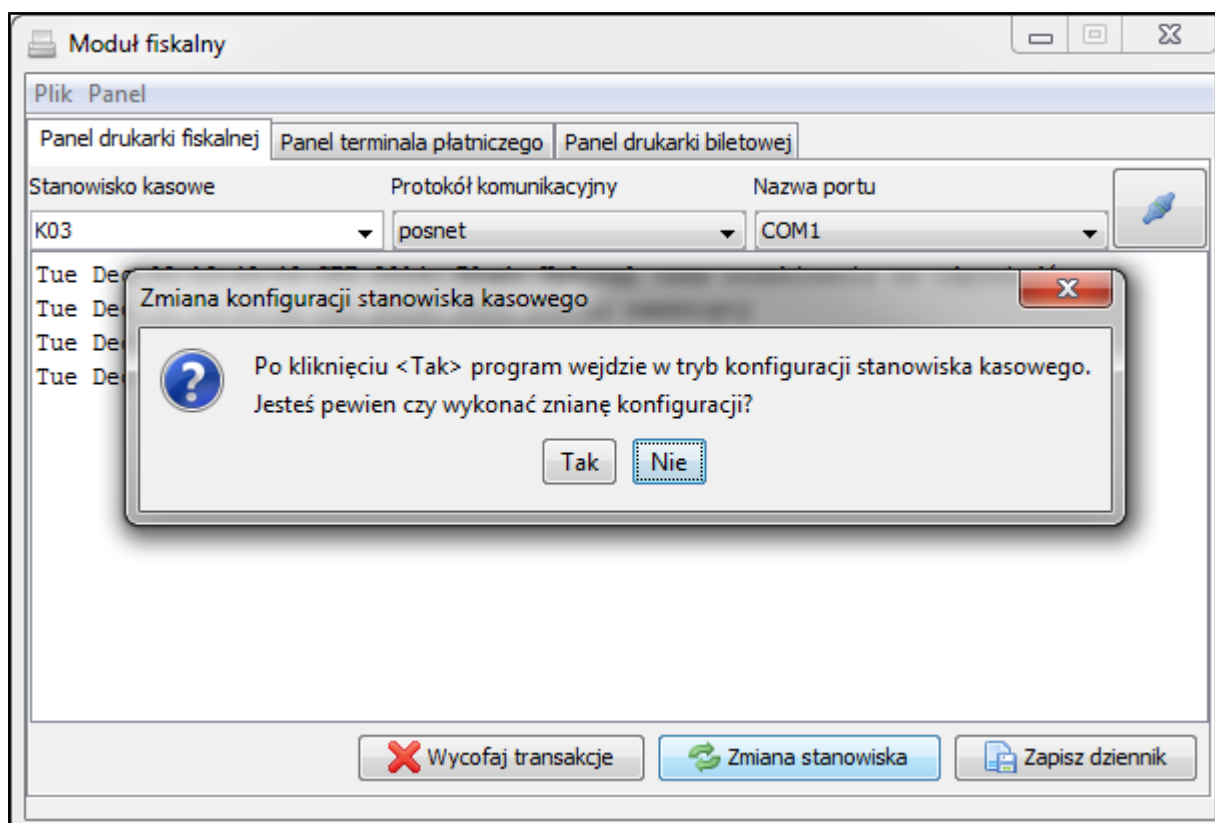 Moduł fiskalny
Plik Panel
Panel drukarki fiskalnej Panel terminala płatniczego Panel drukarki biletowej
Stanowisko kasowe Protokół komunikacyjny Nazwa portu
K03 posnet COM1
Tue Dec
Tue De
Tue De
Tue De
Zmiana konfiguracji stanowiska kasowego
Po kliknięciu <Tak> program wejdzie w tryb konfiguracji stanowiska kasowego.
Jesteś pewien czy wykonać znianę konfiguracji?
Tak Nie
Wycofaj transakcje Zmiana stanowiska Zapisz dziennik